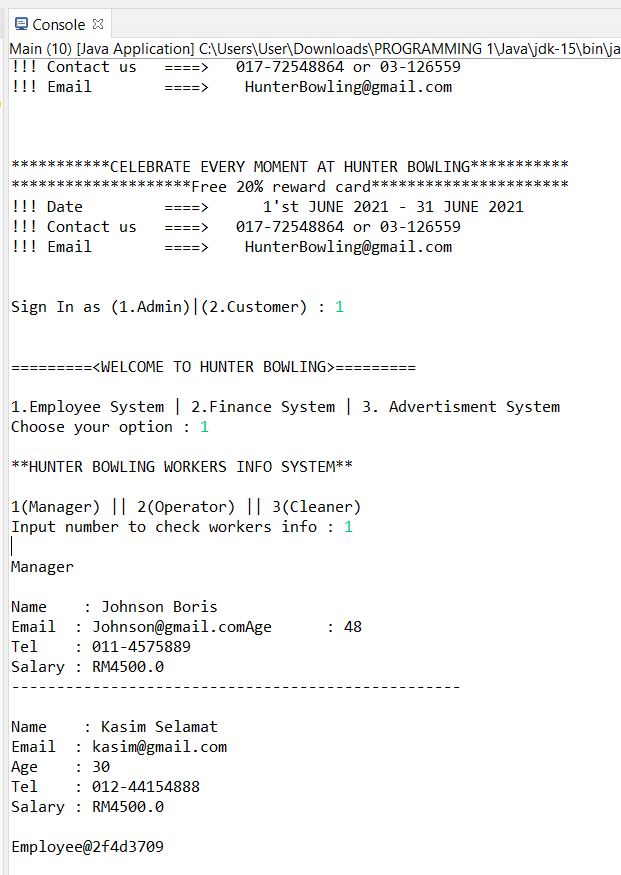 Console
Main (10) [Java Application] C:\Users\User\Downloads\PROGRAMMING 1\Java\jdk-15\bin\ja
!!! Contact us   ====>   017-72548864 or 03-126559
!!! Email        ====>    HunterBowling@gmail.com
***********CELEBRATE EVERY MOMENT AT HUNTER BOWLING***********
********************Free 20% reward card**********************
!!! Date         ====>      1'st JUNE 2021 - 31 JUNE 2021
!!! Contact us   ====>   017-72548864 or 03-126559
!!! Email        ====>    HunterBowling@gmail.com
Sign In as (1.Admin)|(2.Customer) : 1
=========<WELCOME TO HUNTER BOWLING>=========
1.Employee System | 2.Finance System | 3. Advertisment System
Choose your option : 1
**HUNTER BOWLING WORKERS INFO SYSTEM**
1(Manager) || 2(Operator) || 3(Cleaner)
Input number to check workers info : 1
Manager
Name    : Johnson Boris
Email  : Johnson@gmail.comAge      : 48
Tel    : 011-4575889
Salary : RM4500.0
--------------------------------------------------
Name    : Kasim Selamat
Email  : kasim@gmail.com
Age    : 30
Tel    : 012-44154888
Salary : RM4500.0
Employee@2f4d3709